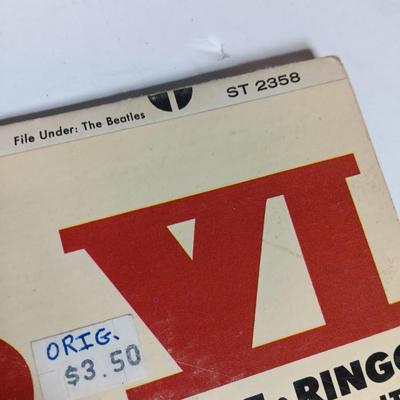 File Under: The Beatles
ST 2358
VI
ORIG.
$3.50
RINGO